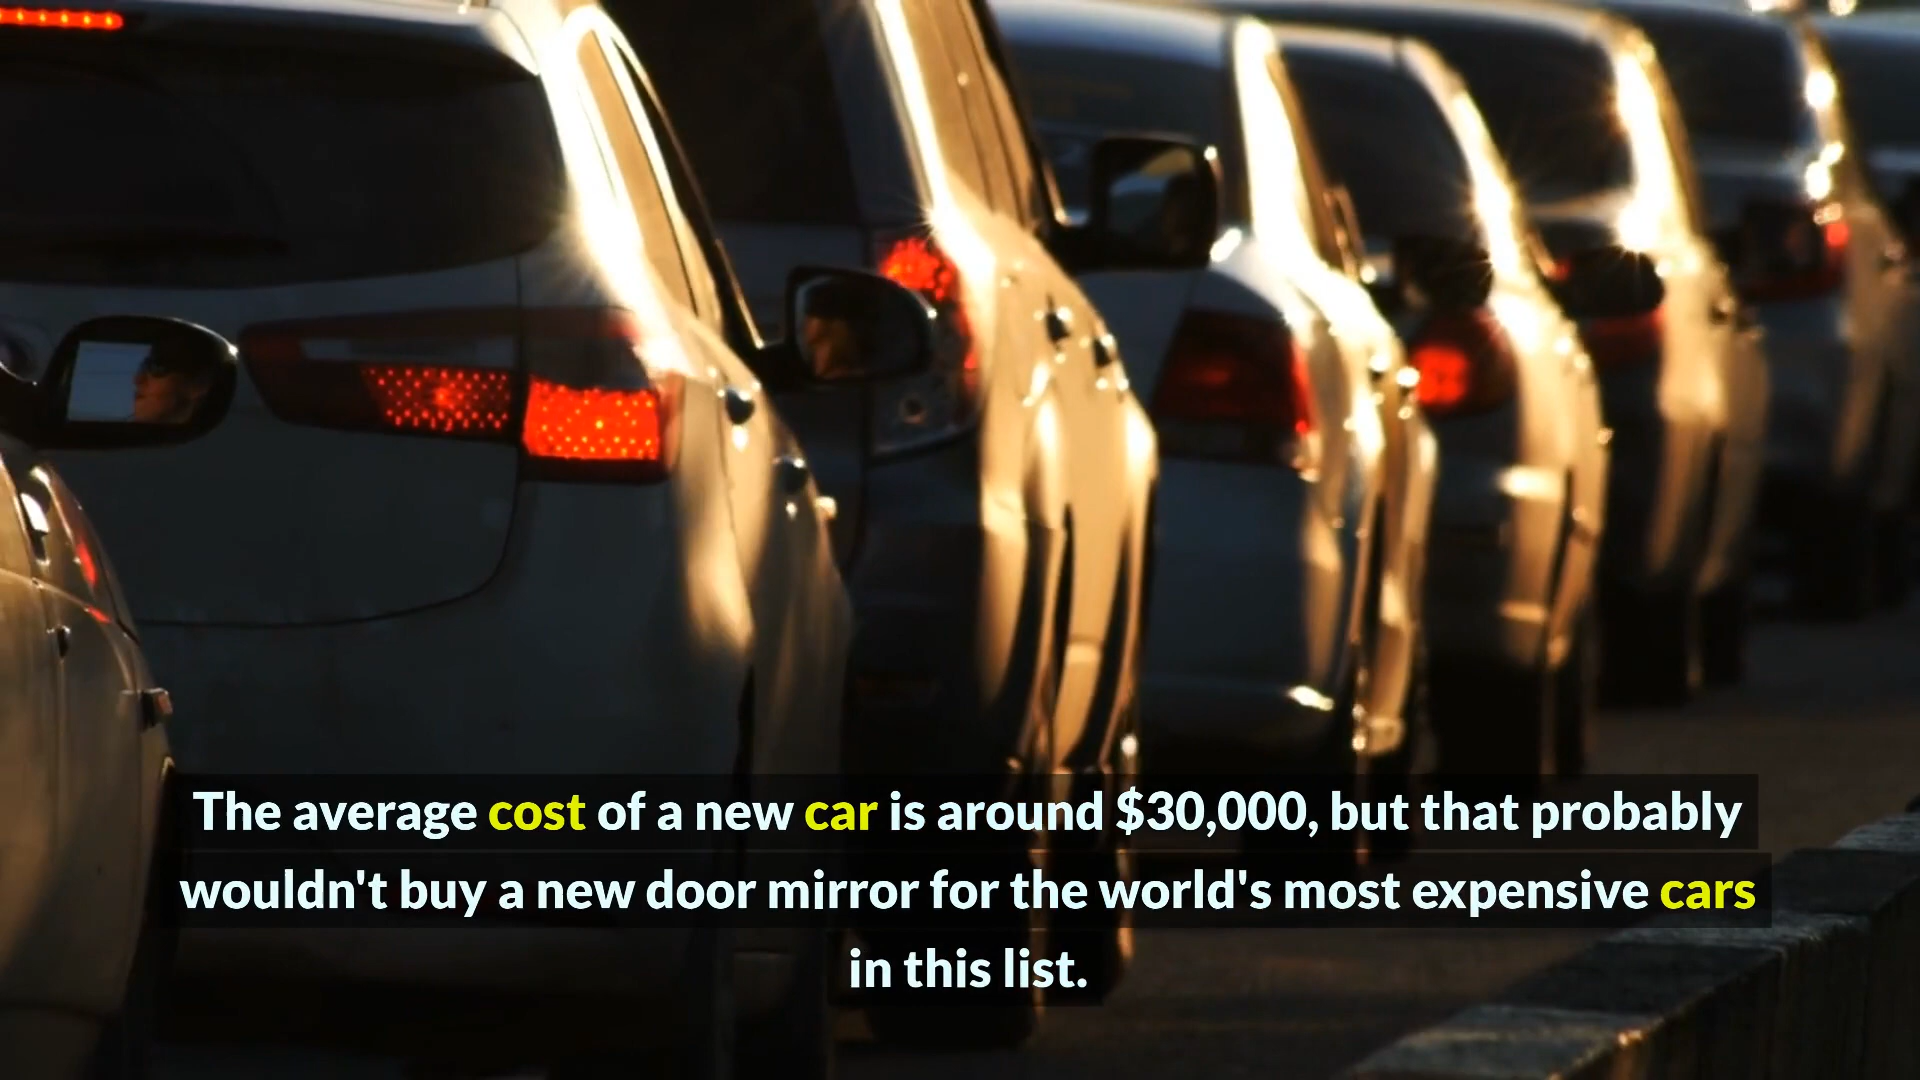 The average cost of a new car is around $30,000, but that probably
wouldn't buy a new door mirror for the world's most expensive cars
in this list.